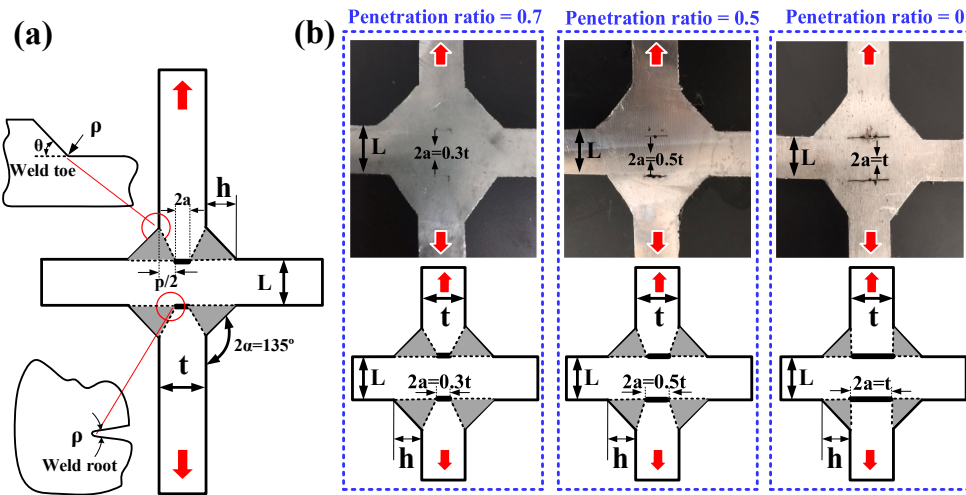 (a)
θ
ρ
Weld toe
2a
h
p/2
L
t
2α=135º
ρ
Weld root
(b)
Penetration ratio = 0.7
L
2a=0.3t
t
L
2a=0.3t
h
Penetration ratio = 0.5
L
2a=0.5t
t
L
2a=0.5t
h
Penetration ratio = 0
L
2a=t
t
L
2a=t
h